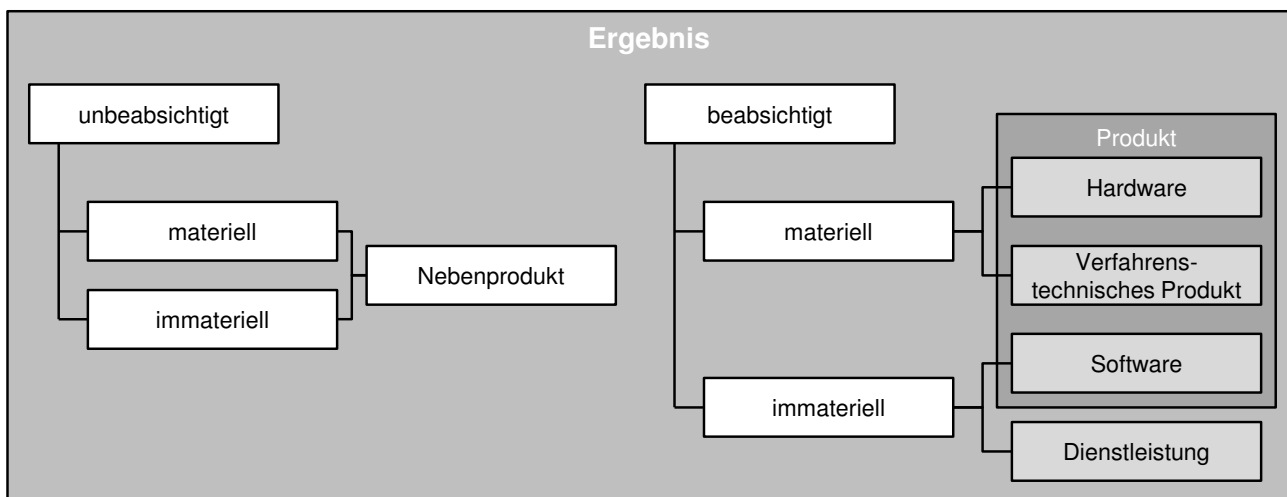 Ergebnis
unbeabsichtigt
materiell
immateriell
Nebenprodukt
beabsichtigt
materiell
immateriell
Produkt
Hardware
Verfahrens-
technisches Produkt
Software
Dienstleistung